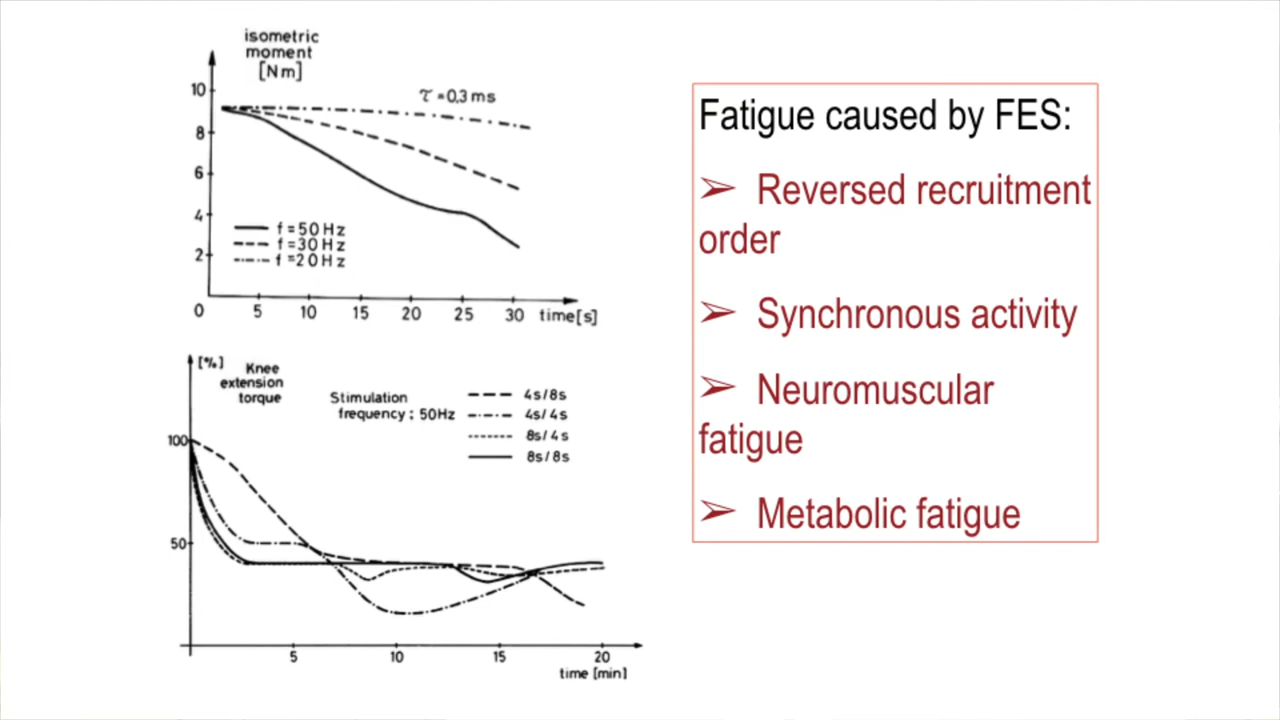 isometric
moment
[Nm]
10
8
6
4
2
0
τ =0,3 ms
f = 50 Hz
f =30 Hz
f =20 Hz
5
10
15
20
25
30
time[s]
[%]
Knee
extension
torque
Stimulation
frequency : 50Hz
4s/8s
4s/4s
8s/4s
8s/8s
100
50
5
10
15
20
time [min]
Fatigue caused by FES:
➢ Reversed recruitment
order
➢ Synchronous activity
➢ Neuromuscular
fatigue
➢ Metabolic fatigue